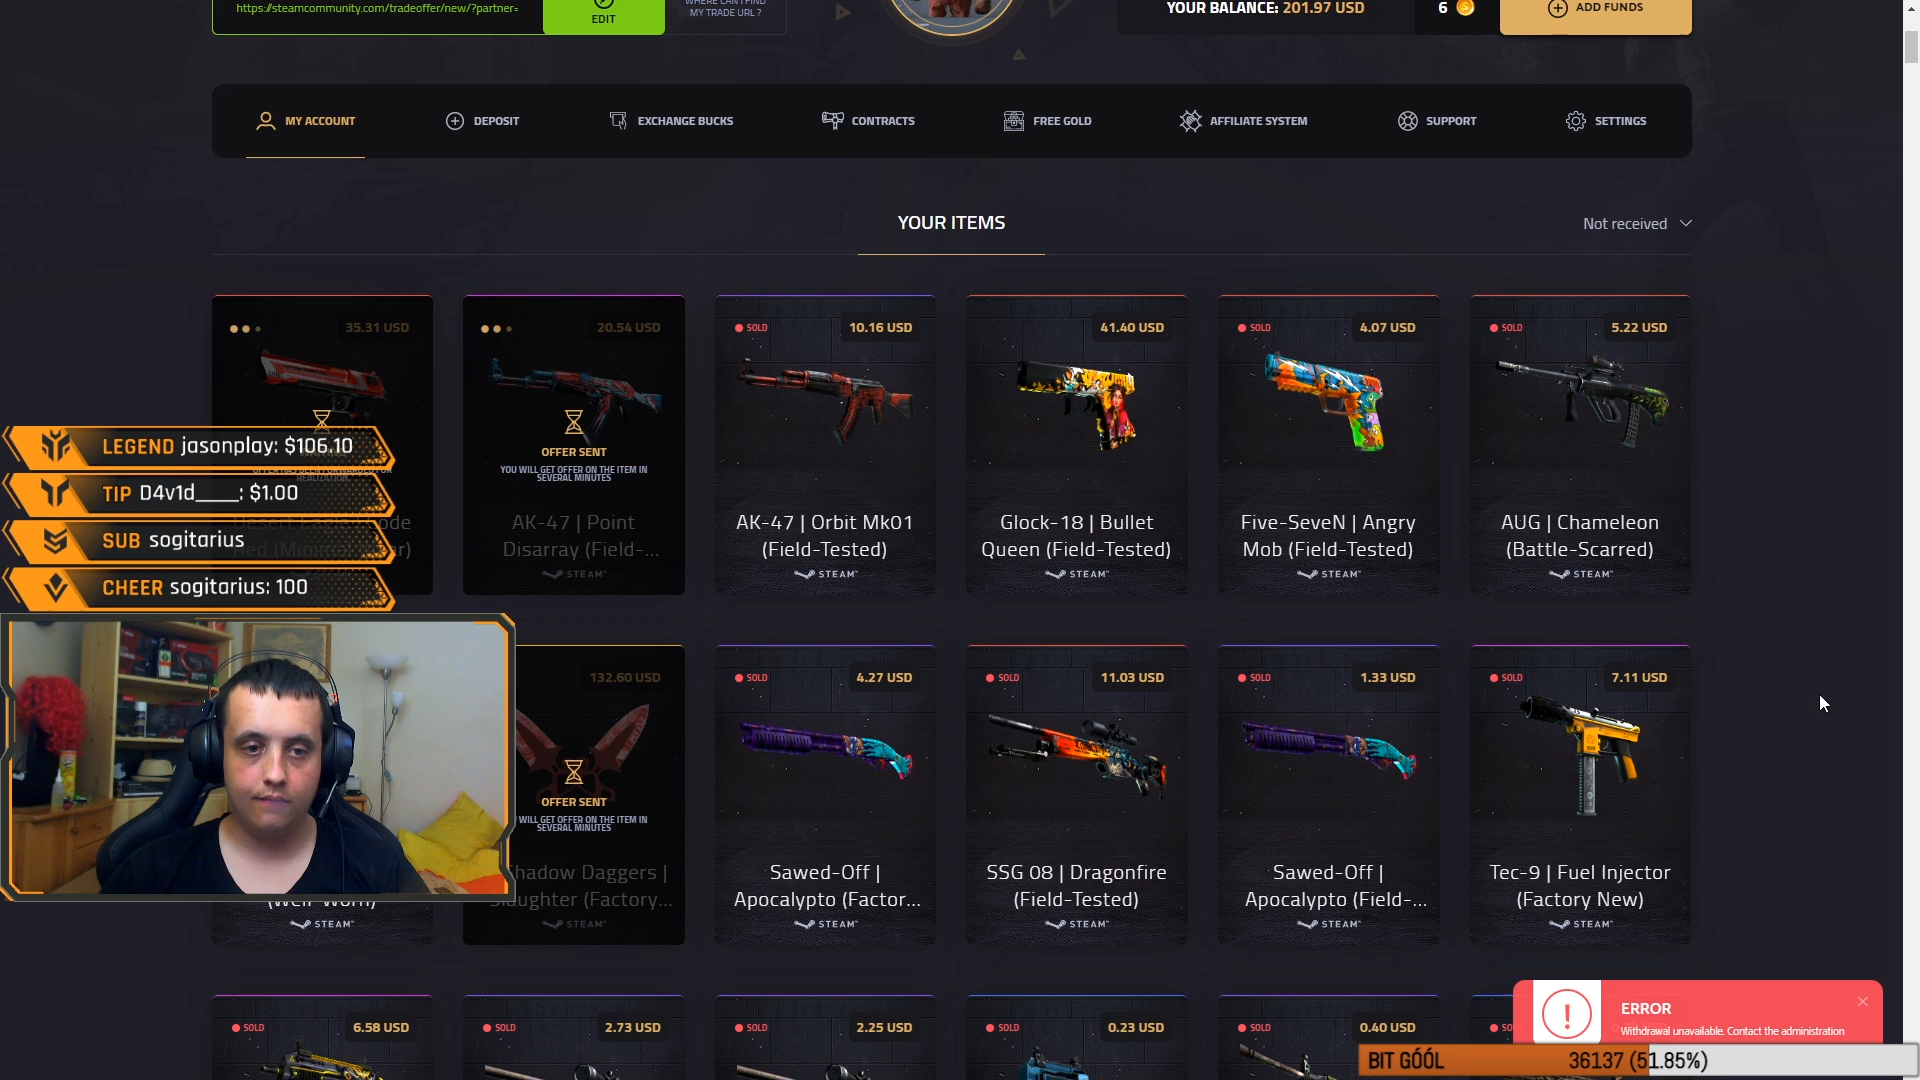 https://steamcommunity.com/tradeoffer/new/?partner=
EDIT
WHERE CAN I FIND
MY TRADE URL ?
YOUR BALANCE: 201.97 USD
6
ADD FUNDS
MY ACCOUNT
DEPOSIT
EXCHANGE BUCKS
CONTRACTS
FREE GOLD
AFFILIATE SYSTEM
SUPPORT
SETTINGS
YOUR ITEMS
Not received
35.31 USD
20.54 USD
OFFER SENT
YOU WILL GET OFFER ON THE ITEM IN
SEVERAL MINUTES
AK-47 | Point
Disarray (Field-...
STEAM
SOLD
10.16 USD
AK-47 | Orbit Mk01
(Field-Tested)
STEAM
41.40 USD
Glock-18 | Bullet
Queen (Field-Tested)
STEAM
SOLD
4.07 USD
Five-SeveN | Angry
Mob (Field-Tested)
STEAM
SOLD
5.22 USD
AUG | Chameleon
(Battle-Scarred)
STEAM
LEGEND jasonplay: $106.10
TIP D4v1d____: $1.00
SUB sogitarius
CHEER sogitarius: 100
STEAM
132.60 USD
OFFER SENT
WILL GET OFFER ON THE ITEM IN
SEVERAL MINUTES
Shadow Daggers |
Slaughter (Factory...
STEAM
SOLD
4.27 USD
Sawed-Off |
Apocalypto (Factor...
STEAM
SOLD
11.03 USD
SSG 08 | Dragonfire
(Field-Tested)
STEAM
SOLD
1.33 USD
Sawed-Off |
Apocalypto (Field-...
STEAM
SOLD
7.11 USD
Tec-9 | Fuel Injector
(Factory New)
STEAM
SOLD
6.58 USD
SOLD
2.73 USD
SOLD
2.25 USD
SOLD
0.23 USD
SOLD
0.40 USD
ERROR
Withdrawal unavailable. Contact the administration
BIT GÓÓL
36137 (51.85%)